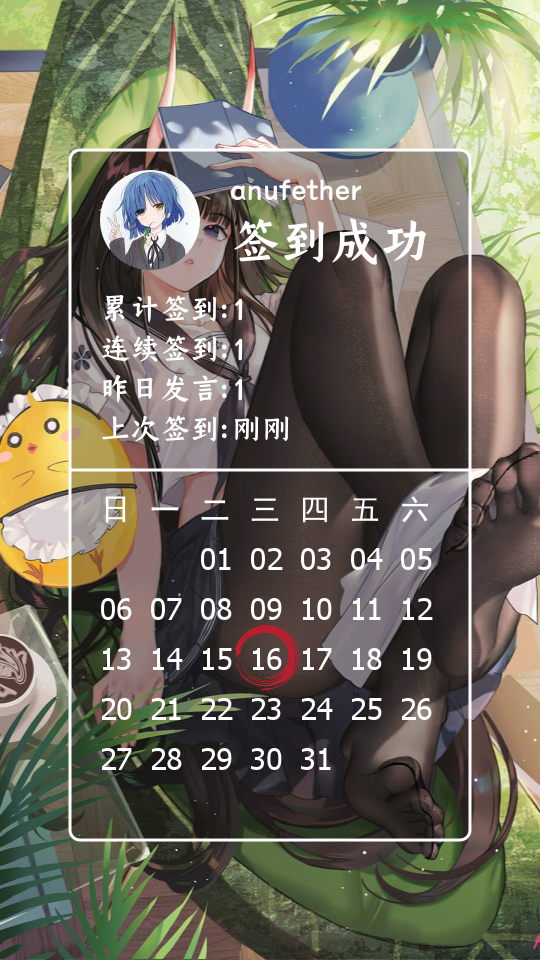 anufether
签到成功
累计签到:1
连续签到:1
昨日发言:1
上次签到:刚刚
日 一 二 三 四 五 六
01 02 03 04 05
06 07 08 09 10 11 12
13 14 15 16 17 18 19
20 21 22 23 24 25 26
27 28 29 30 31